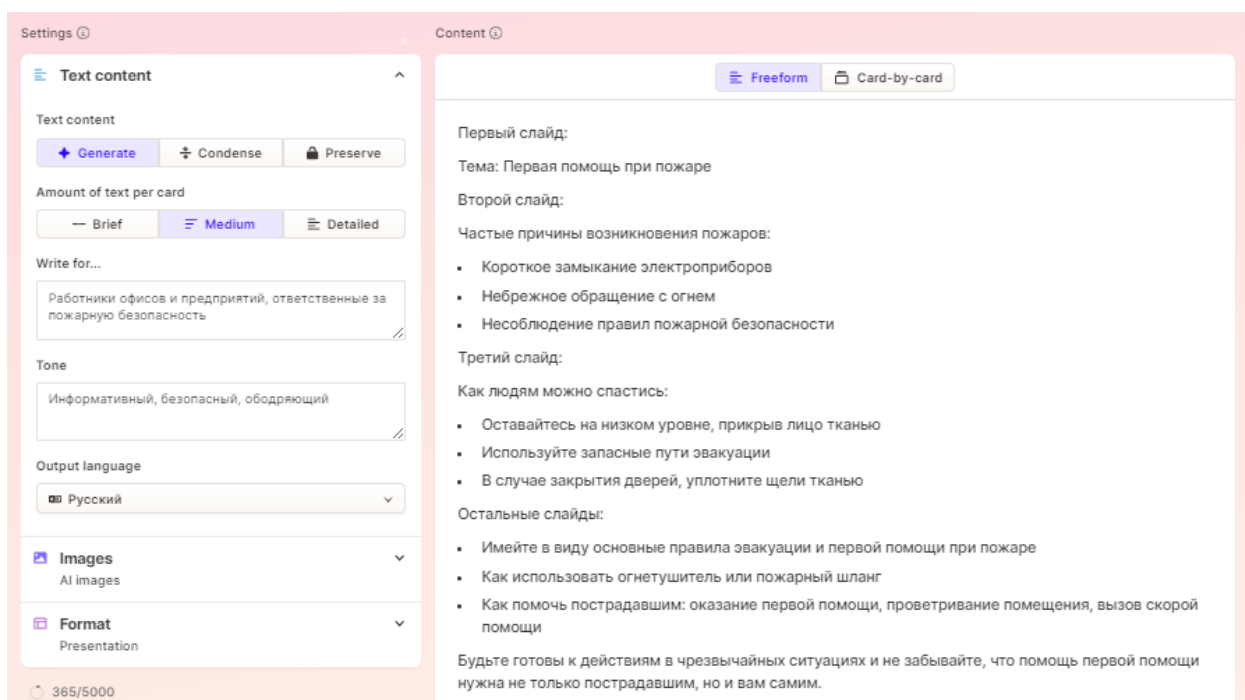 Settings
Content
Text content
Freeform
Card-by-card
Text content
Generate
Condense
Preserve
Amount of text per card
Brief
Medium
Detailed
Write for...
Работники офисов и предприятий, ответственные за
пожарную безопасность
Tone
Информативный, безопасный, ободряющий
Output language
Русский
Images
AI images
Format
Presentation
365/5000
Первый слайд:
Тема: Первая помощь при пожаре
Второй слайд:
Частые причины возникновения пожаров:
• Короткое замыкание электроприборов
• Небрежное обращение с огнем
• Несоблюдение правил пожарной безопасности
Третий слайд:
Как людям можно спастись:
• Оставайтесь на низком уровне, прикрыв лицо тканью
• Используйте запасные пути эвакуации
• В случае закрытия дверей, уплотните щели тканью
Остальные слайды:
• Имейте в виду основные правила эвакуации и первой помощи при пожаре
• Как использовать огнетушитель или пожарный шланг
• Как помочь пострадавшим: оказание первой помощи, проветривание помещения, вызов скорой
помощи
Будьте готовы к действиям в чрезвычайных ситуациях и не забывайте, что помощь первой помощи
нужна не только пострадавшим, но и вам самим.